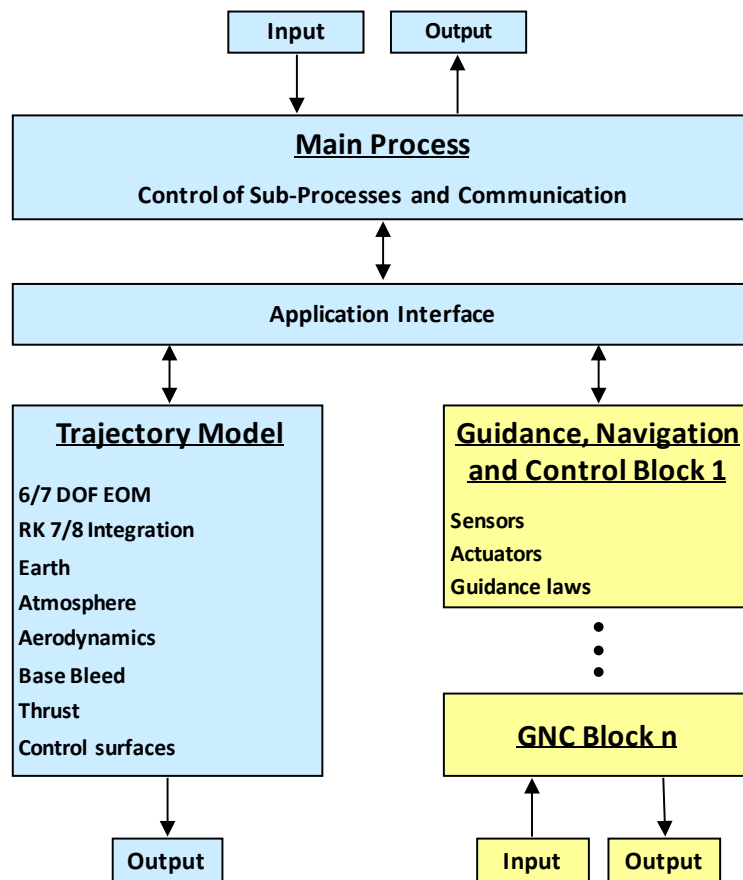 Input
Output
Main Process
Control of Sub-Processes and Communication
Application Interface
Trajectory Model
6/7 DOF EOM
RK 7/8 Integration
Earth
Atmosphere
Aerodynamics
Base Bleed
Thrust
Control surfaces
Output
Guidance, Navigation
and Control Block 1
Sensors
Actuators
Guidance laws
GNC Block n
Input
Output